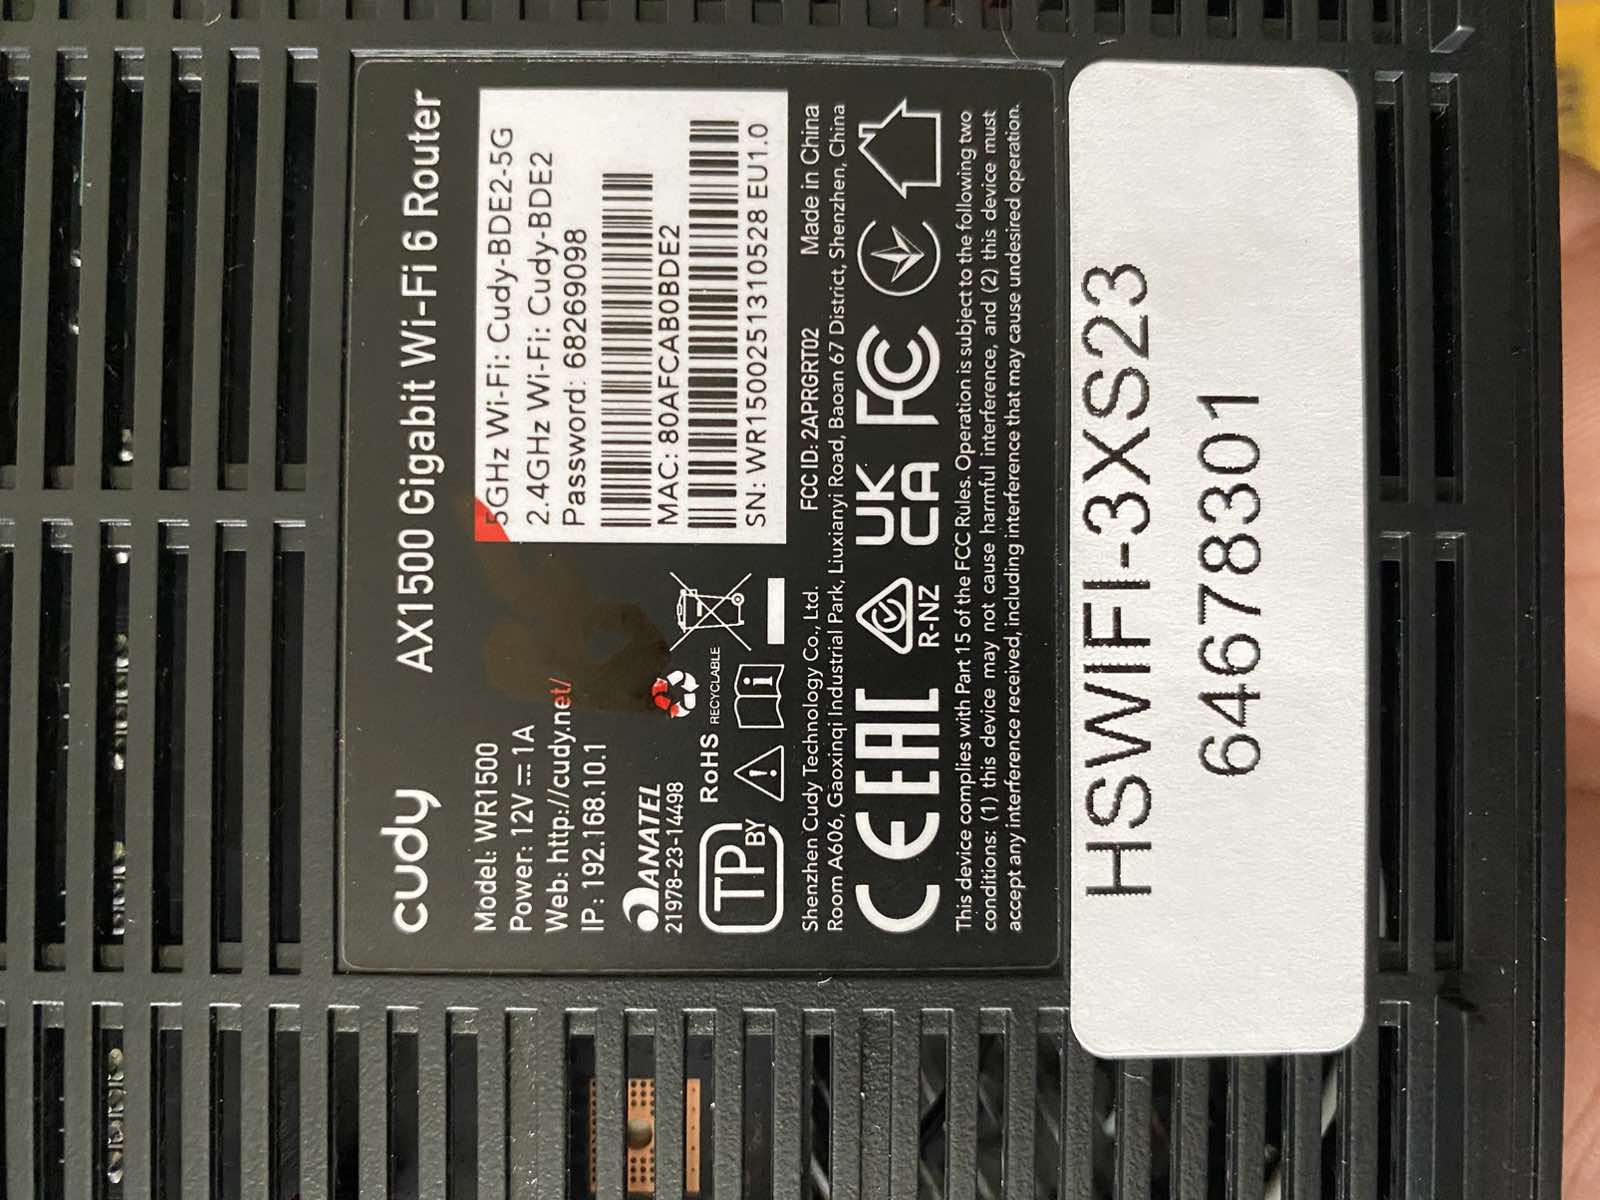 cudy AX1500 Gigabit Wi-Fi 6 Router
Model: WR1500
Power: 12V ⎓ 1A
Web: http://cudy.net/
IP: 192.168.10.1
5GHz Wi-Fi: Cudy-BDE2-5G
2.4GHz Wi-Fi: Cudy-BDE2
Password: 68269098
MAC: 80AFCAB0BDE2
SN: WR1500251310528 EU1.0
ANATEL
21978-23-14498
RoHS
RECYCLABLE
TP
BY
Shenzhen Cudy Technology Co., Ltd. FCC ID: 2APRGRT02 Made in China
Room A606, Gaoxinqi Industrial Park, Liuxianyi Road, Baoan 67 District, Shenzhen, China
CE EAC R-NZ UK CA FC
This device complies with Part 15 of the FCC Rules. Operation is subject to the following two
conditions: (1) this device may not cause harmful interference, and (2) this device must
accept any interference received, including interference that may cause undesired operation.
HSWIFI-3XS23
64678301